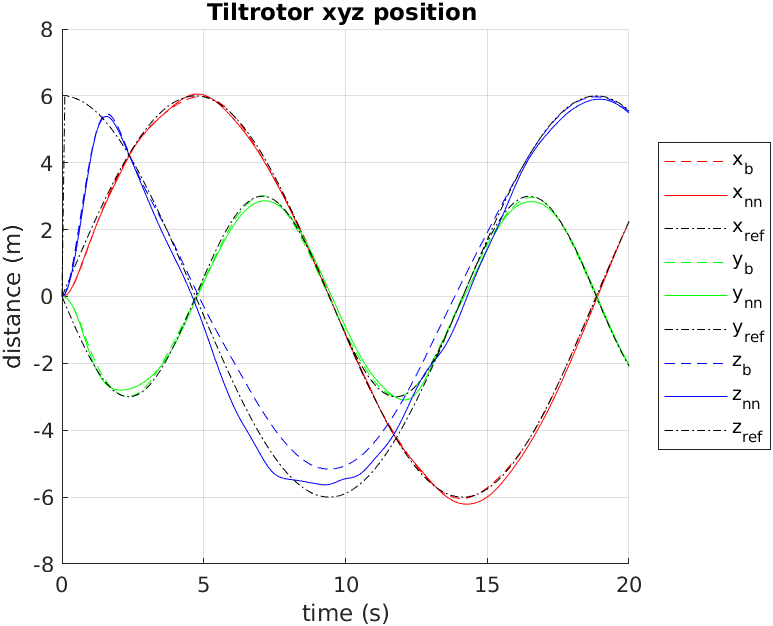 Tiltrotor xyz position
8
6
4
2
0
-2
-4
-6
-8
distance (m)
0 5 10 15 20
time (s)
x_b
x_nn
x_ref
y_b
y_nn
y_ref
z_b
z_nn
z_ref